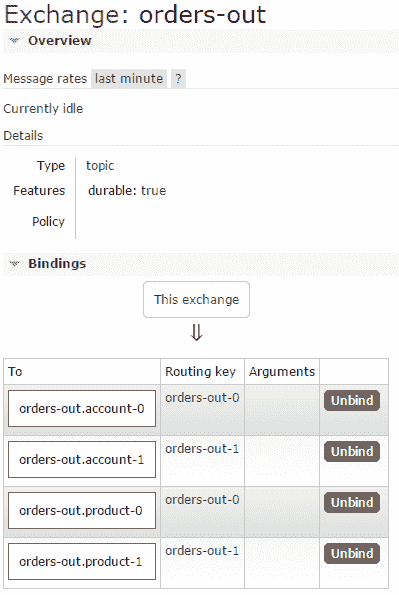 Exchange: orders-out
Overview
Message rates last minute ?
Currently idle
Details
Type topic
Features durable: true
Policy
Bindings
This exchange
⇓
To Routing key Arguments
orders-out.account-0 orders-out-0 Unbind
orders-out.account-1 orders-out-1 Unbind
orders-out.product-0 orders-out-0 Unbind
orders-out.product-1 orders-out-1 Unbind